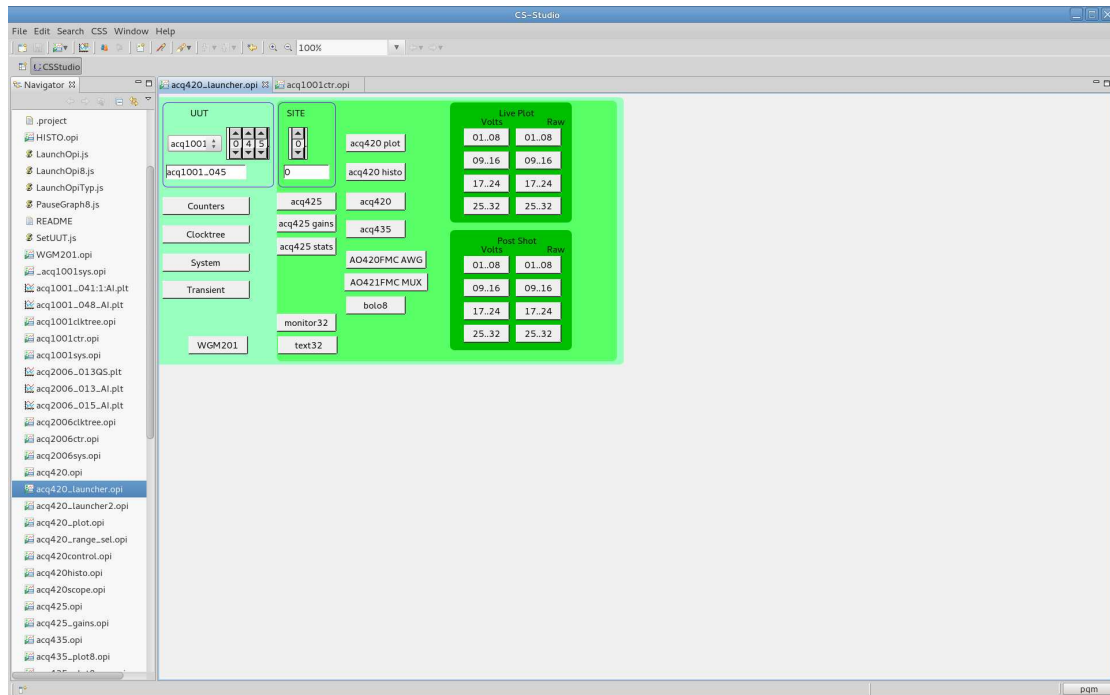 CS-Studio
File Edit Search CSS Window Help
100%
CSStudio
Navigator
acq420_launcher.opi
acq1001ctr.opi
.project
HISTO.opi
LaunchOpi.js
LaunchOpi8.js
LaunchOpiTyp.js
PauseGraph8.js
README
SetUUT.js
WGM201.opi
_acq1001sys.opi
acq1001_041:1:AI.plt
acq1001_048_AI.plt
acq1001clktree.opi
acq1001ctr.opi
acq1001sys.opi
acq2006_013QS.plt
acq2006_013_AI.plt
acq2006_015_AI.plt
acq2006clktree.opi
acq2006ctr.opi
acq2006sys.opi
acq420.opi
acq420_launcher.opi
acq420_launcher2.opi
acq420_plot.opi
acq420_range_sel.opi
acq420control.opi
acq420histo.opi
acq420scope.opi
acq425.opi
acq425_gains.opi
acq435.opi
acq435_plot8.opi
UUT
acq1001
0 4 5
acq1001_045
SITE
0
0
Counters
Clocktree
System
Transient
WGM201
acq425
acq425 gains
acq425 stats
monitor32
text32
acq420 plot
acq420 histo
acq420
acq435
AO420FMC AWG
AO421FMC MUX
bolo8
Live Plot
Volts Raw
01..08 01..08
09..16 09..16
17..24 17..24
25..32 25..32
Post Shot
Volts Raw
01..08 01..08
09..16 09..16
17..24 17..24
25..32 25..32
pqm